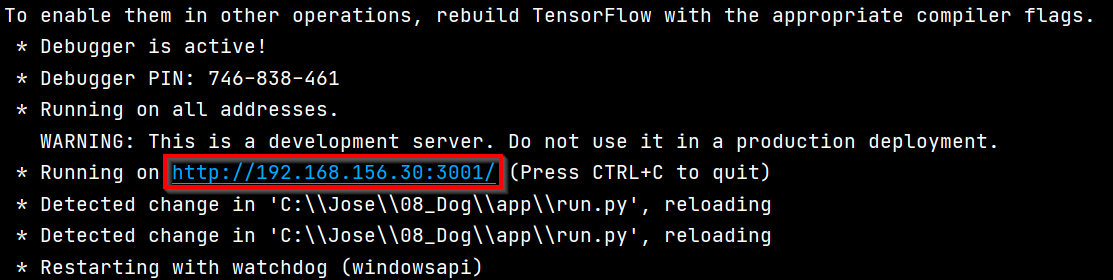 To enable them in other operations, rebuild TensorFlow with the appropriate compiler flags.
* Debugger is active!
* Debugger PIN: 746-838-461
* Running on all addresses.
WARNING: This is a development server. Do not use it in a production deployment.
* Running on http://192.168.156.30:3001/ (Press CTRL+C to quit)
* Detected change in 'C:\\Jose\\08_Dog\\app\\run.py', reloading
* Detected change in 'C:\\Jose\\08_Dog\\app\\run.py', reloading
* Restarting with watchdog (windowsapi)